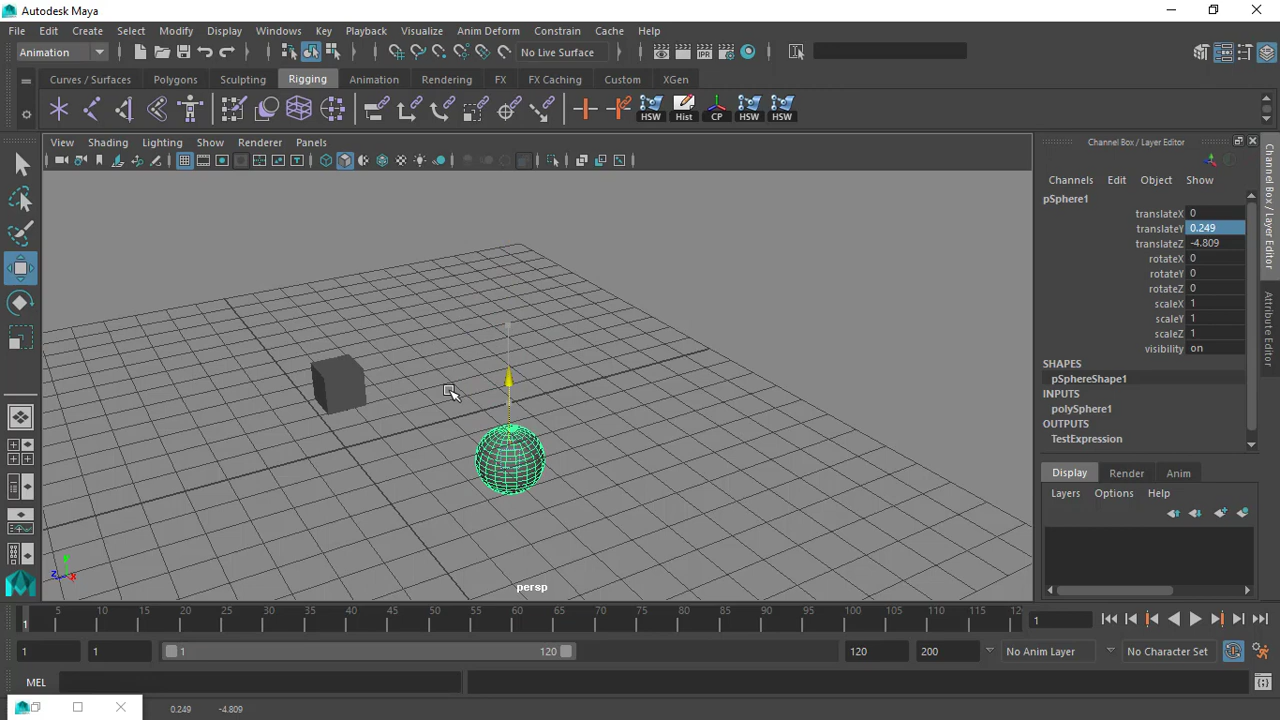 Autodesk Maya
File Edit Create Select Modify Display Windows Key Playback Visualize Anim Deform Constrain Cache Help
Animation No Live Surface IPR
Curves / Surfaces Polygons Sculpting Rigging Animation Rendering FX FX Caching Custom XGen
HSW Hist CP HSW HSW
View Shading Lighting Show Renderer Panels
Channel Box / Layer Editor
Channels Edit Object Show
pSphere1
translateX 0
translateY 0.249
translateZ -4.809
rotateX 0
rotateY 0
rotateZ 0
scaleX 1
scaleY 1
scaleZ 1
visibility on
SHAPES
pSphereShape1
INPUTS
polySphere1
OUTPUTS
TestExpression
Channel Box / Layer Editor
Attribute Editor
Display Render Anim
Layers Options Help
z x
persp
5 10 15 20 25 30 35 40 45 50 55 60 65 70 75 80 85 90 95 100 105 110 115 12
1 1
1 1 1 120 120 200 No Anim Layer No Character Set
MEL
0.249 -4.809